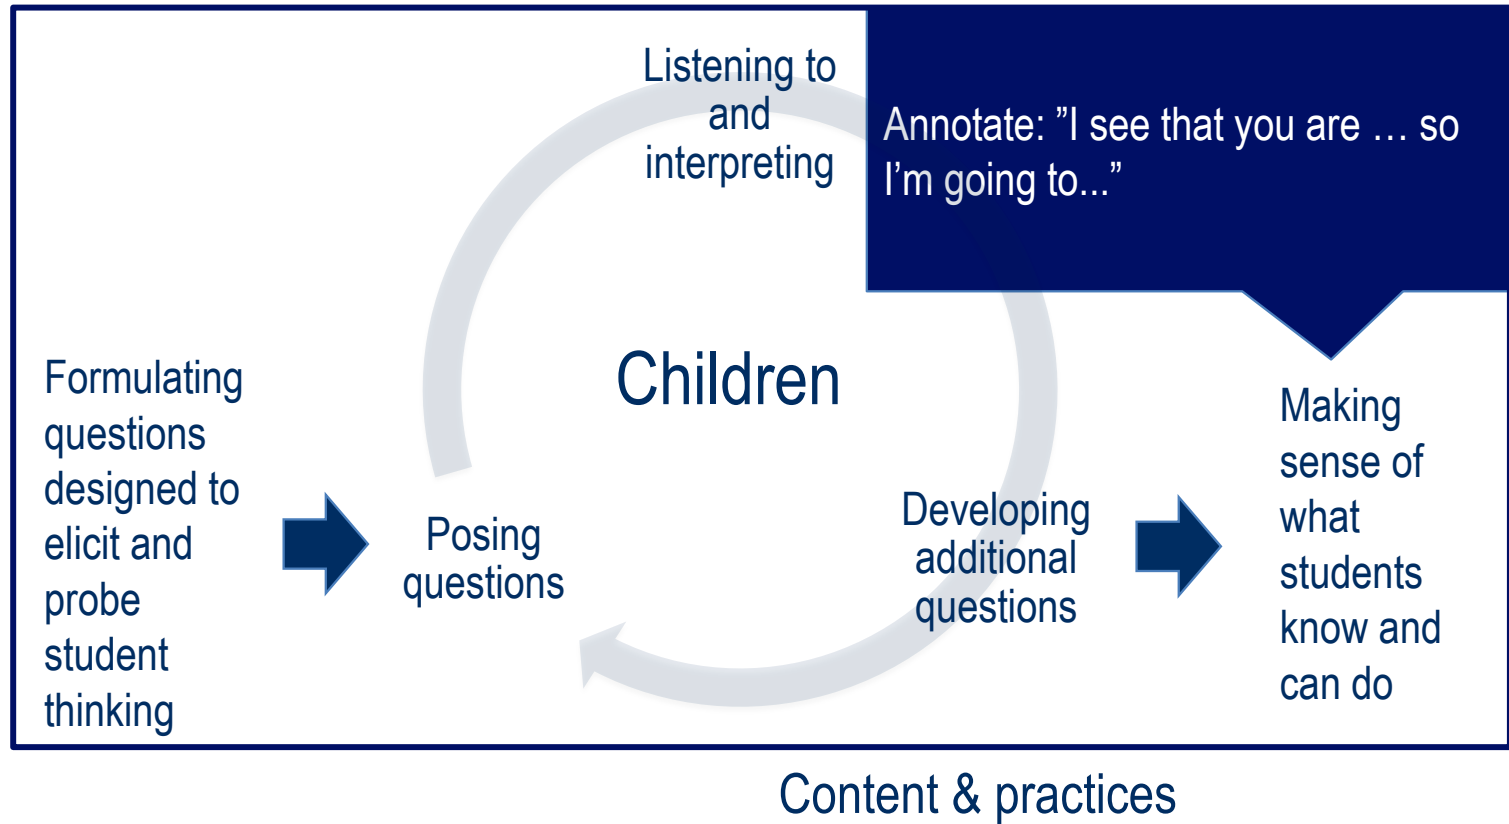 Listening to
and
interpreting
Annotate: ”I see that you are … so
I’m going to...”
Children
Formulating
questions
designed to
elicit and
probe
student
thinking
Posing
questions
Developing
additional
questions
Making
sense of
what
students
know and
can do
Content & practices